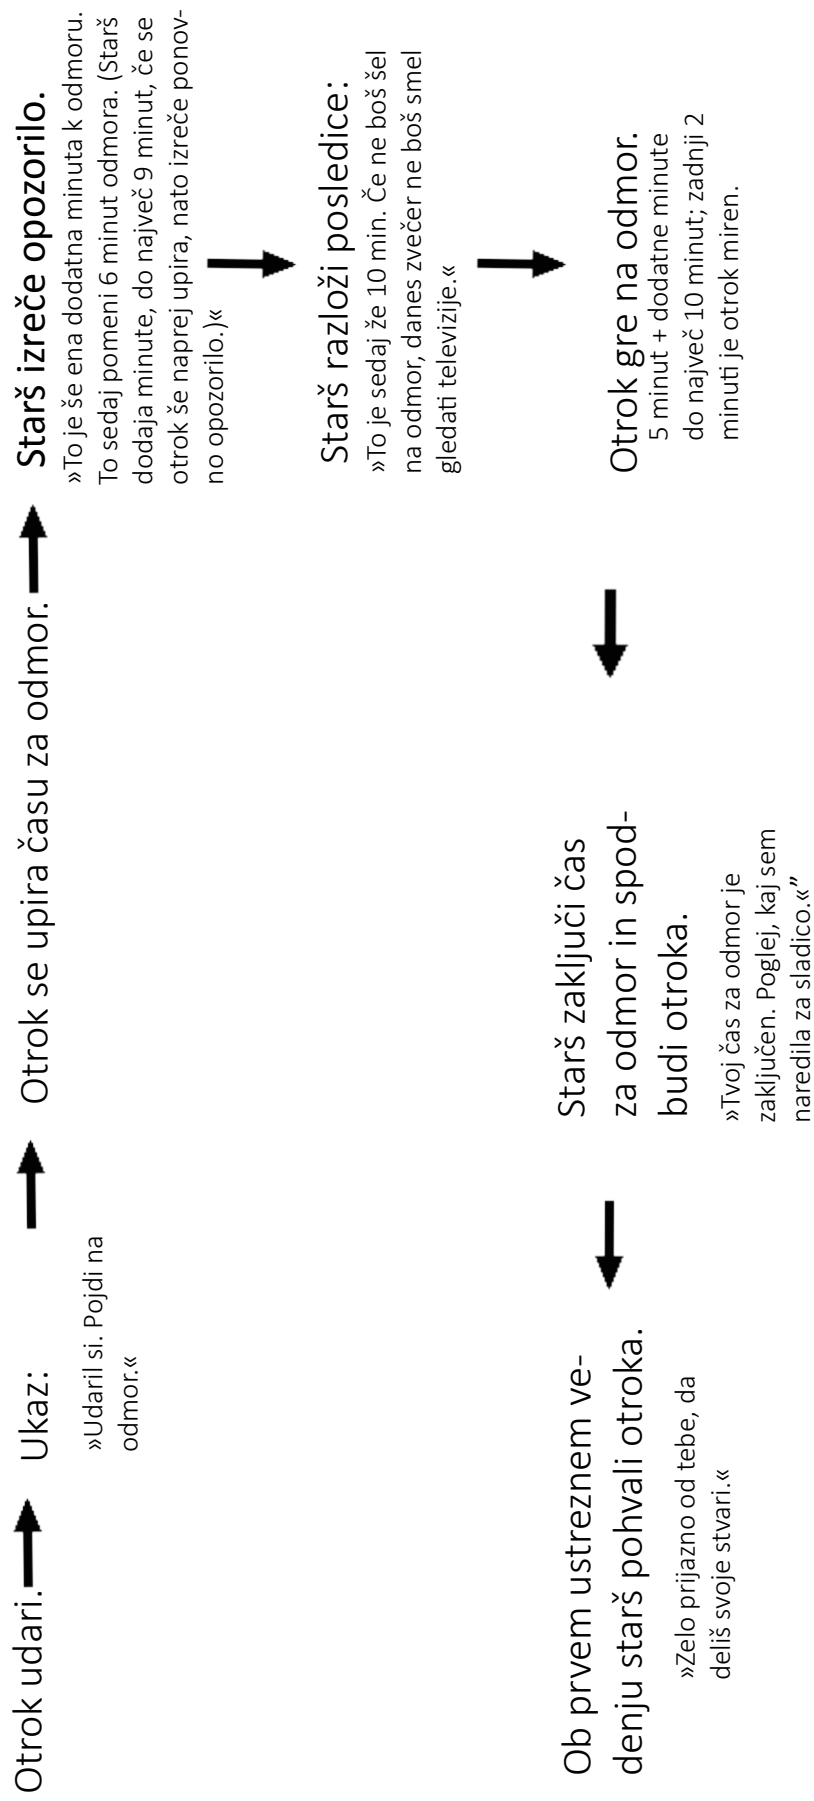 Otrok udari.
Ukaz:
»Udaril si. Pojdi na
odmor.«
Otrok se upira času za odmor.
Starš izreče opozorilo.
»To je še ena dodatna minuta k odmoru.
To sedaj pomeni 6 minut odmora. (Starš
dodaja minute, do največ 9 minut, če se
otrok še naprej upira, nato izreče ponov-
no opozorilo.)«
Starš razloži posledice:
»To je sedaj že 10 min. Če ne boš šel
na odmor, danes zvečer ne boš smel
gledati televizije.«
Otrok gre na odmor.
5 minut + dodatne minute
do največ 10 minut; zadnji 2
minuti je otrok miren.
Starš zaključi čas
za odmor in spod-
budi otroka.
»Tvoj čas za odmor je
zaključen. Poglej, kaj sem
naredila za sladico.«”
Ob prvem ustreznem ve-
denju starš pohvali otroka.
»Zelo prijazno od tebe, da
deliš svoje stvari.«